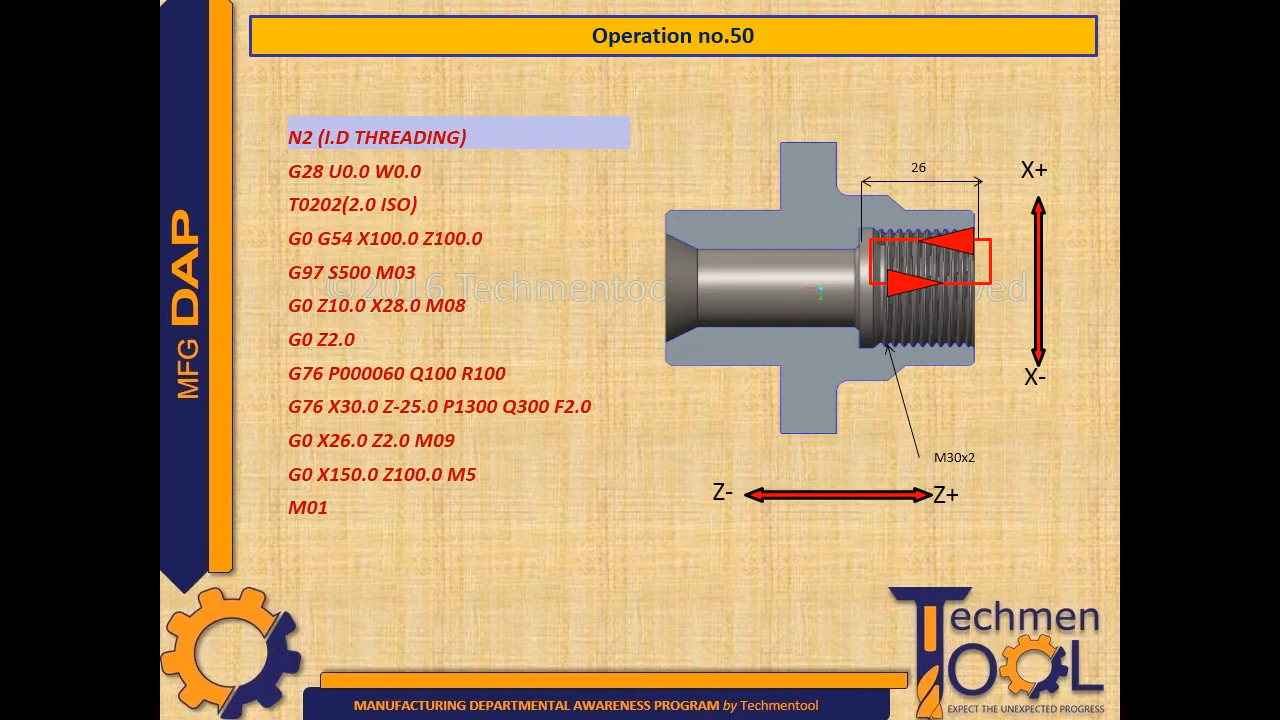 Operation no.50
N2 (I.D THREADING)
G28 U0.0 W0.0
T0202(2.0 ISO)
G0 G54 X100.0 Z100.0
G97 S500 M03
G0 Z10.0 X28.0 M08
G0 Z2.0
G76 P000060 Q100 R100
G76 X30.0 Z-25.0 P1300 Q300 F2.0
G0 X26.0 Z2.0 M09
G0 X150.0 Z100.0 M5
M01
26
X+
X-
M30x2
Z-
Z+
©2016 Techmentool
ved
MFG DAP
Techmen
TOOL
EXPECT THE UNEXPECTED PROGRESS
MANUFACTURING DEPARTMENTAL AWARENESS PROGRAM by Techmentool